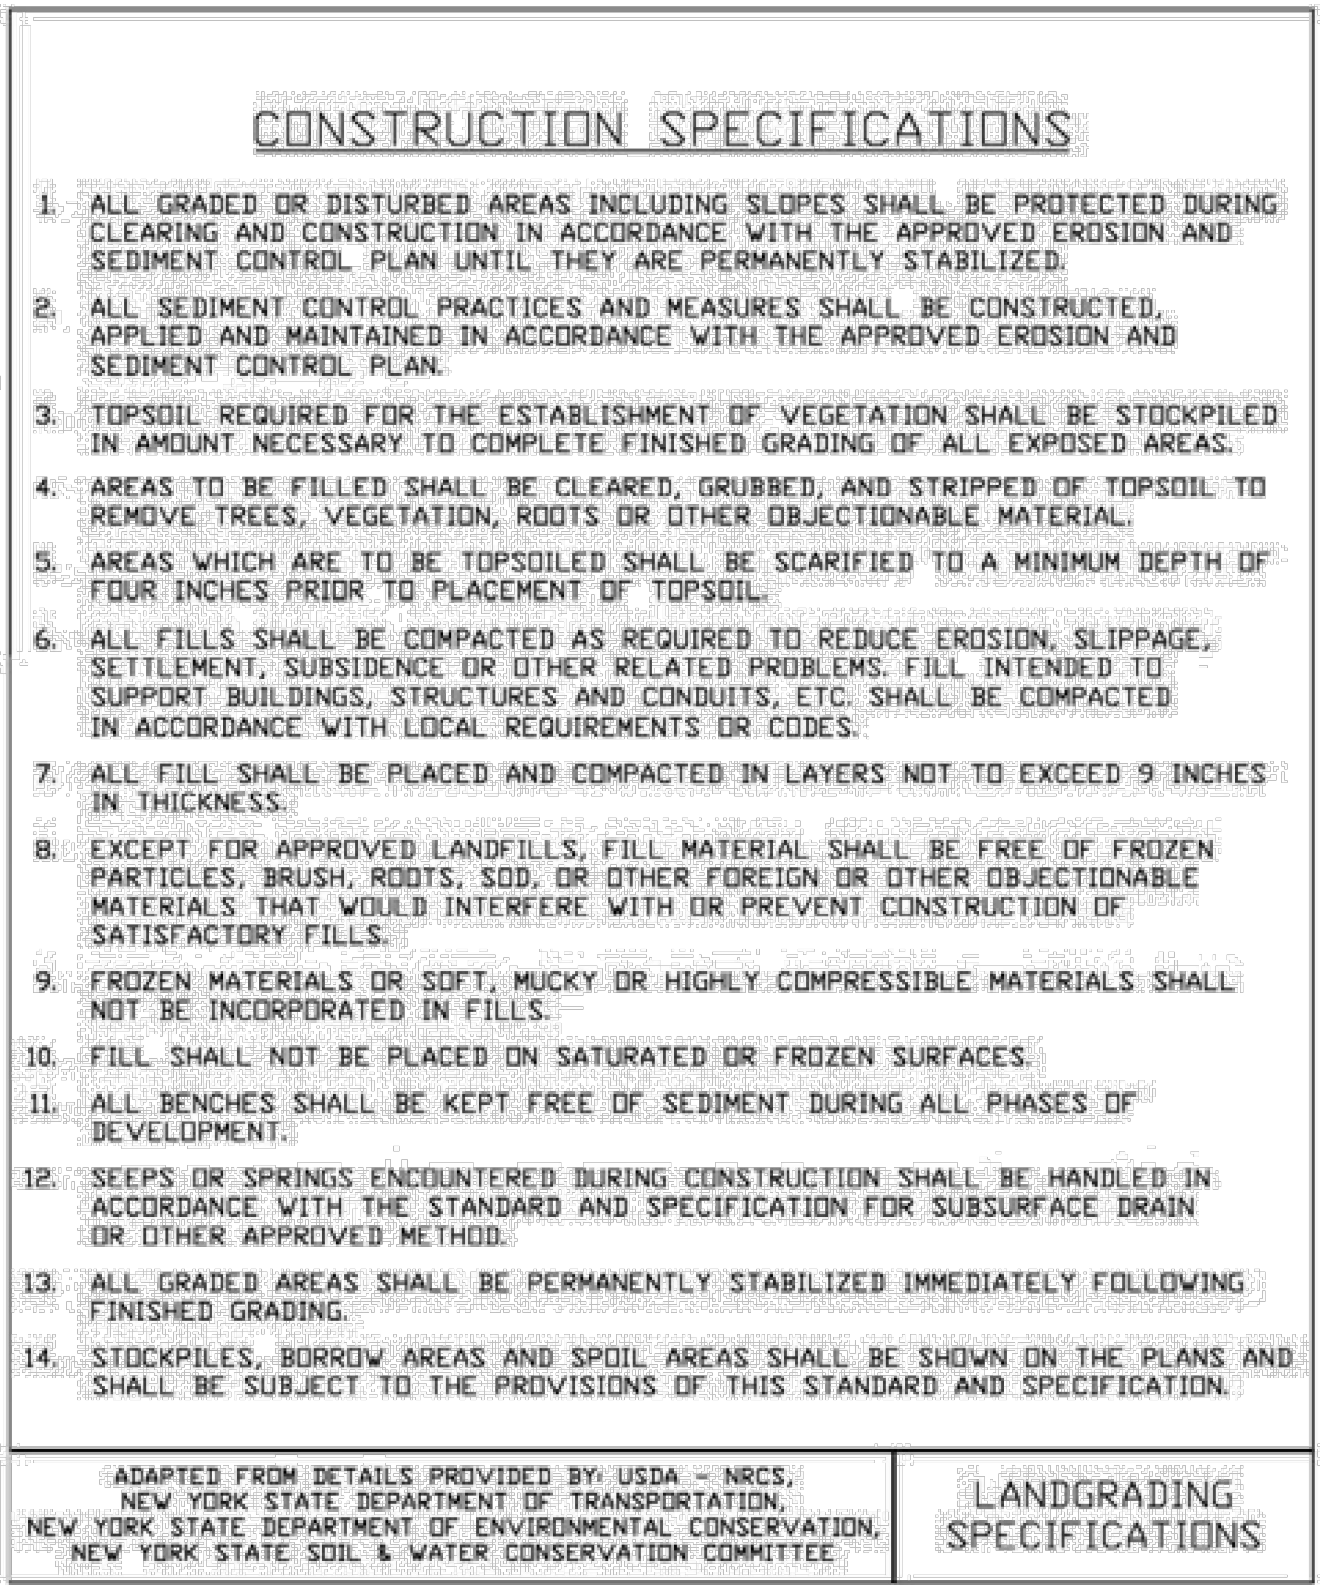 CONSTRUCTION SPECIFICATIONS
1. ALL GRADED OR DISTURBED AREAS INCLUDING SLOPES SHALL BE PROTECTED DURING
CLEARING AND CONSTRUCTION IN ACCORDANCE WITH THE APPROVED EROSION AND
SEDIMENT CONTROL PLAN UNTIL THEY ARE PERMANENTLY STABILIZED.
2. ALL SEDIMENT CONTROL PRACTICES AND MEASURES SHALL BE CONSTRUCTED,
APPLIED AND MAINTAINED IN ACCORDANCE WITH THE APPROVED EROSION AND
SEDIMENT CONTROL PLAN.
3. TOPSOIL REQUIRED FOR THE ESTABLISHMENT OF VEGETATION SHALL BE STOCKPILED
IN AMOUNT NECESSARY TO COMPLETE FINISHED GRADING OF ALL EXPOSED AREAS.
4. AREAS TO BE FILLED SHALL BE CLEARED, GRUBBED, AND STRIPPED OF TOPSOIL TO
REMOVE TREES, VEGETATION, ROOTS OR OTHER OBJECTIONABLE MATERIAL.
5. AREAS WHICH ARE TO BE TOPSOILED SHALL BE SCARIFIED TO A MINIMUM DEPTH OF
FOUR INCHES PRIOR TO PLACEMENT OF TOPSOIL.
6. ALL FILLS SHALL BE COMPACTED AS REQUIRED TO REDUCE EROSION, SLIPPAGE,
SETTLEMENT, SUBSIDENCE OR OTHER RELATED PROBLEMS. FILL INTENDED TO
SUPPORT BUILDINGS, STRUCTURES AND CONDUITS, ETC. SHALL BE COMPACTED
IN ACCORDANCE WITH LOCAL REQUIREMENTS OR CODES.
7. ALL FILL SHALL BE PLACED AND COMPACTED IN LAYERS NOT TO EXCEED 9 INCHES
IN THICKNESS.
8. EXCEPT FOR APPROVED LANDFILLS, FILL MATERIAL SHALL BE FREE OF FROZEN
PARTICLES, BRUSH, ROOTS, SOD, OR OTHER FOREIGN OR OTHER OBJECTIONABLE
MATERIALS THAT WOULD INTERFERE WITH OR PREVENT CONSTRUCTION OF
SATISFACTORY FILLS.
9. FROZEN MATERIALS OR SOFT, MUCKY OR HIGHLY COMPRESSIBLE MATERIALS SHALL
NOT BE INCORPORATED IN FILLS.
10. FILL SHALL NOT BE PLACED ON SATURATED OR FROZEN SURFACES.
11. ALL BENCHES SHALL BE KEPT FREE OF SEDIMENT DURING ALL PHASES OF
DEVELOPMENT.
12. SEEPS OR SPRINGS ENCOUNTERED DURING CONSTRUCTION SHALL BE HANDLED IN
ACCORDANCE WITH THE STANDARD AND SPECIFICATION FOR SUBSURFACE DRAIN
OR OTHER APPROVED METHOD.
13. ALL GRADED AREAS SHALL BE PERMANENTLY STABILIZED IMMEDIATELY FOLLOWING
FINISHED GRADING.
14. STOCKPILES, BORROW AREAS AND SPOIL AREAS SHALL BE SHOWN ON THE PLANS AND
SHALL BE SUBJECT TO THE PROVISIONS OF THIS STANDARD AND SPECIFICATION.
ADAPTED FROM DETAILS PROVIDED BY: USDA - NRCS,
NEW YORK STATE DEPARTMENT OF TRANSPORTATION,
NEW YORK STATE DEPARTMENT OF ENVIRONMENTAL CONSERVATION,
NEW YORK STATE SOIL & WATER CONSERVATION COMMITTEE
LANDGRADING
SPECIFICATIONS